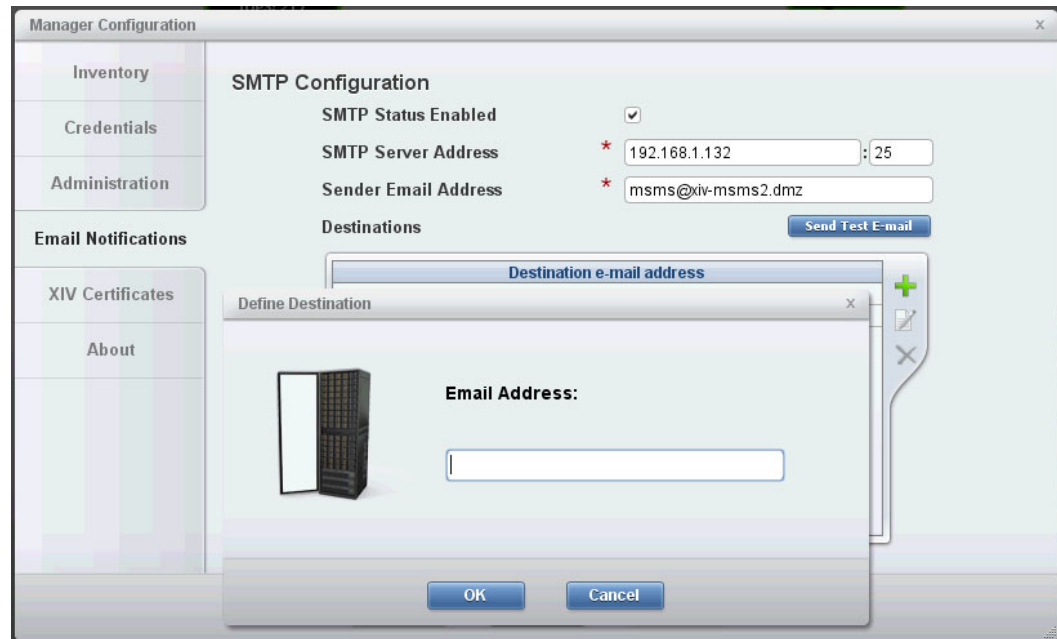 Manager Configuration x
Inventory
Credentials
Administration
Email Notifications
XIV Certificates
About
SMTP Configuration
SMTP Status Enabled
SMTP Server Address * 192.168.1.132 : 25
Sender Email Address * msms@xiv-msms2.dmz
Destinations Send Test E-mail
Destination e-mail address
Define Destination x
Email Address:
OK Cancel